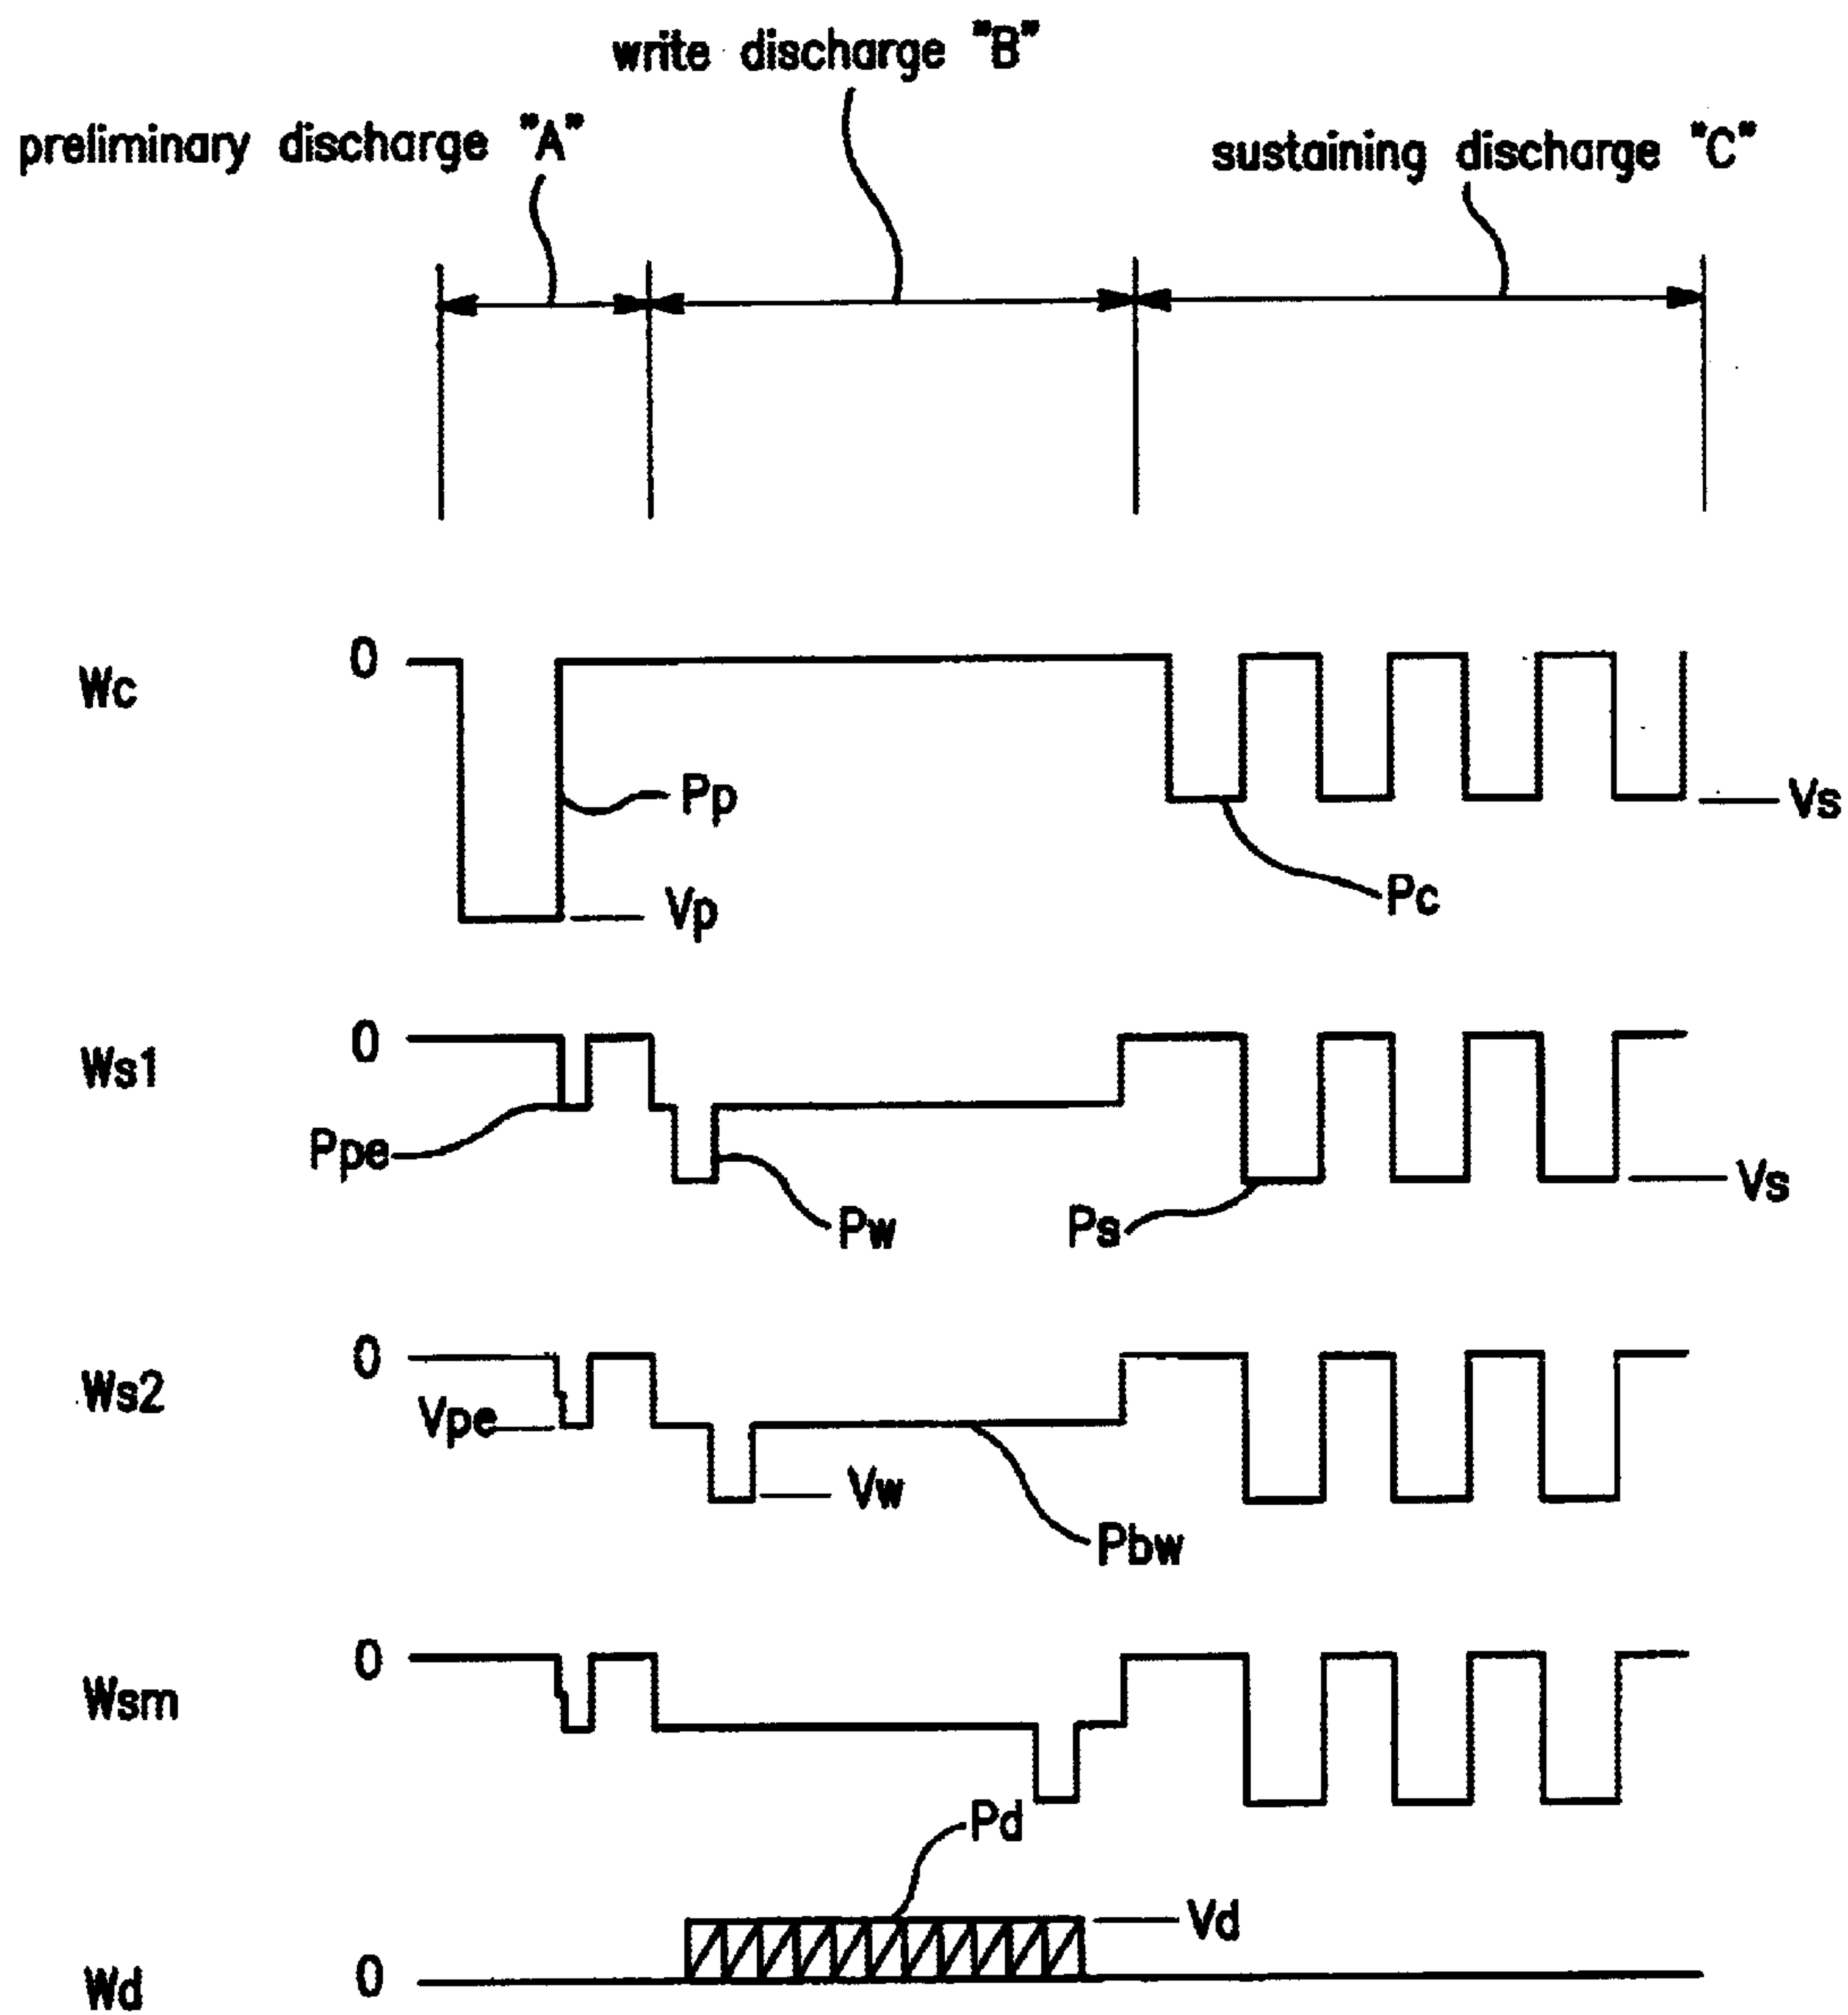 write discharge "B"
preliminary discharge "A"
sustaining discharge "C"
0
Wc
Pp
Vs
Vp
Pc
0
Ws1
Ppe
Vs
Pw
Ps
0
Ws2
Vpe
Vw
Pbw
0
Wsm
Pd
Vd
0
Wd